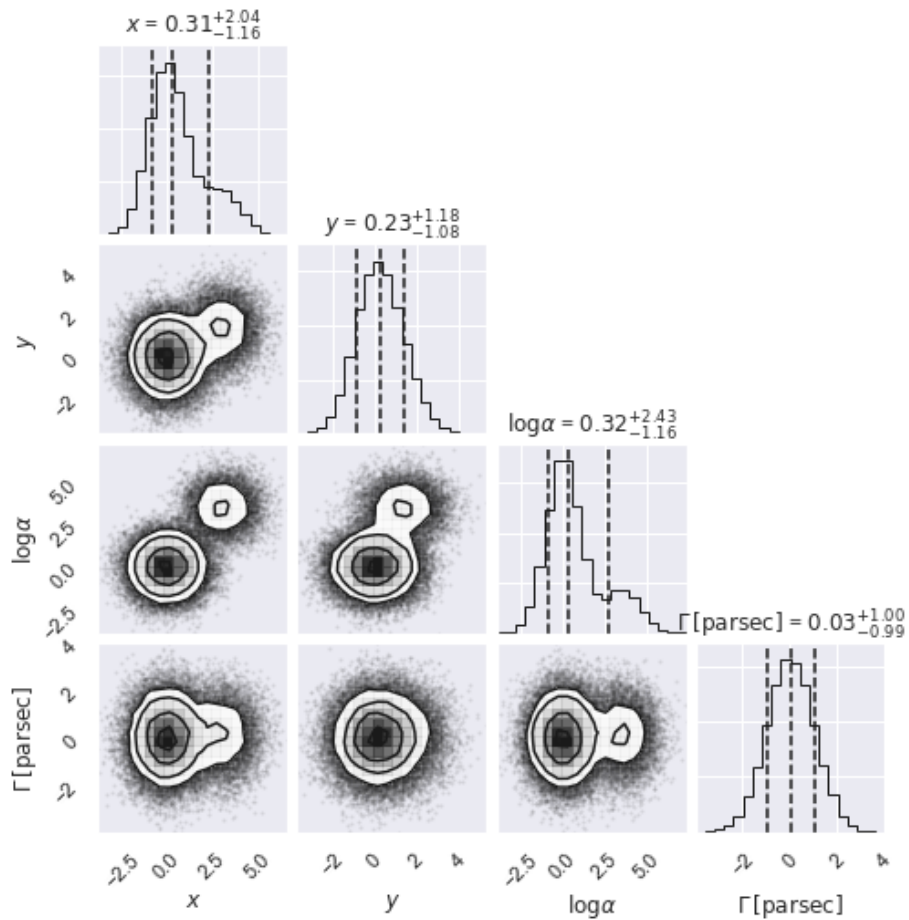 x = 0.31+2.04−1.16
y = 0.23+1.18−1.08
4
2
0
−2
y
logα = 0.32+2.43−1.16
5.0
2.5
0.0
−2.5
logα
Γ[parsec] = 0.03+1.00−0.99
4
2
0
−2
Γ[parsec]
−2.5 0.0 2.5 5.0 −2 0 2 4 −2.5 0.0 2.5 5.0 −2 0 2 4
x y logα Γ[parsec]